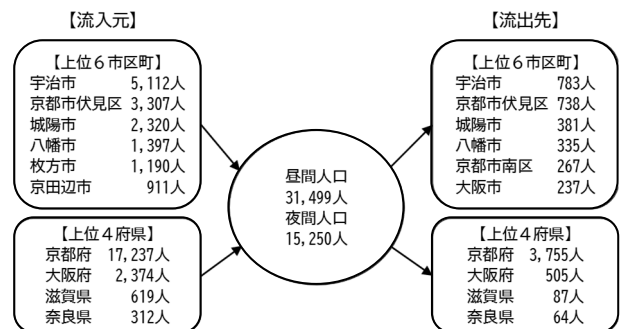 【流入元】
【上位６市区町】
宇治市 5,112人
京都市伏見区 3,307人
城陽市 2,320人
八幡市 1,397人
枚方市 1,190人
京田辺市 911人
【上位４府県】
京都府 17,237人
大阪府 2,374人
滋賀県 619人
奈良県 312人
昼間人口
31,499人
夜間人口
15,250人
【流出先】
【上位６市区町】
宇治市 783人
京都市伏見区 738人
城陽市 381人
八幡市 335人
京都市南区 267人
大阪市 237人
【上位４府県】
京都府 3,755人
大阪府 505人
滋賀県 87人
奈良県 64人